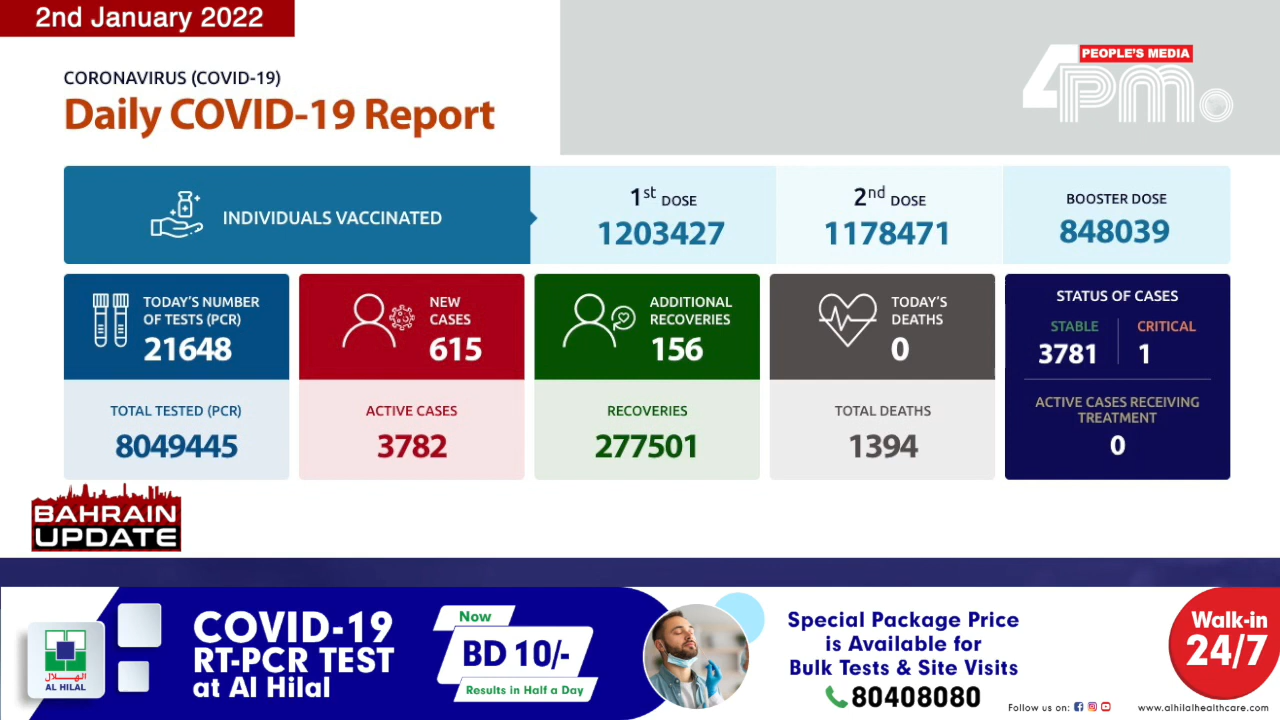 2nd January 2022
PEOPLE'S MEDIA
4PM
CORONAVIRUS (COVID-19)
Daily COVID-19 Report
INDIVIDUALS VACCINATED
1st DOSE
1203427
2nd DOSE
1178471
BOOSTER DOSE
848039
TODAY'S NUMBER
OF TESTS (PCR)
21648
TOTAL TESTED (PCR)
8049445
NEW
CASES
615
ACTIVE CASES
3782
ADDITIONAL
RECOVERIES
156
RECOVERIES
277501
TODAY'S
DEATHS
0
TOTAL DEATHS
1394
STATUS OF CASES
STABLE
3781
CRITICAL
1
ACTIVE CASES RECEIVING
TREATMENT
0
BAHRAIN
UPDATE
الهلال
AL HILAL
COVID-19
RT-PCR TEST
at Al Hilal
Now
BD 10/-
Results in Half a Day
Special Package Price
is Available for
Bulk Tests & Site Visits
80408080
Walk-in
24/7
Follow us on:
www.alhilalhealthcare.com